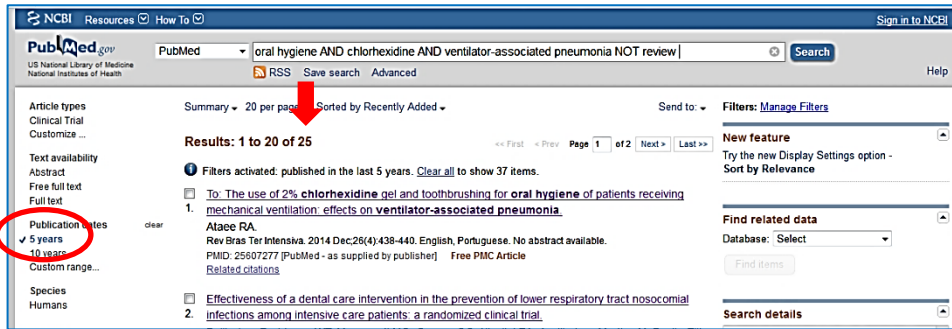 NCBI Resources How To Sign in to NCBI
PubMed.gov
US National Library of Medicine
National Institutes of Health
PubMed
oral hygiene AND chlorhexidine AND ventilator-associated pneumonia NOT review
Search
RSS Save search Advanced
Help
Article types
Clinical Trial
Customize ...
Text availability
Abstract
Free full text
Full text
Publication dates clear
✓ 5 years
10 years
Custom range...
Species
Humans
Summary 20 per page Sorted by Recently Added Send to:
Results: 1 to 20 of 25
<< First < Prev Page 1 of 2 Next > Last >>
Filters activated: published in the last 5 years. Clear all to show 37 items.
To: The use of 2% chlorhexidine gel and toothbrushing for oral hygiene of patients receiving
1. mechanical ventilation: effects on ventilator-associated pneumonia.
Ataee RA.
Rev Bras Ter Intensiva. 2014 Dec;26(4):438-440. English, Portuguese. No abstract available.
PMID: 25607277 [PubMed - as supplied by publisher] Free PMC Article
Related citations
Effectiveness of a dental care intervention in the prevention of lower respiratory tract nosocomial
2. infections among intensive care patients: a randomized clinical trial.
Filters: Manage Filters
New feature
Try the new Display Settings option -
Sort by Relevance
Find related data
Database: Select
Find items
Search details